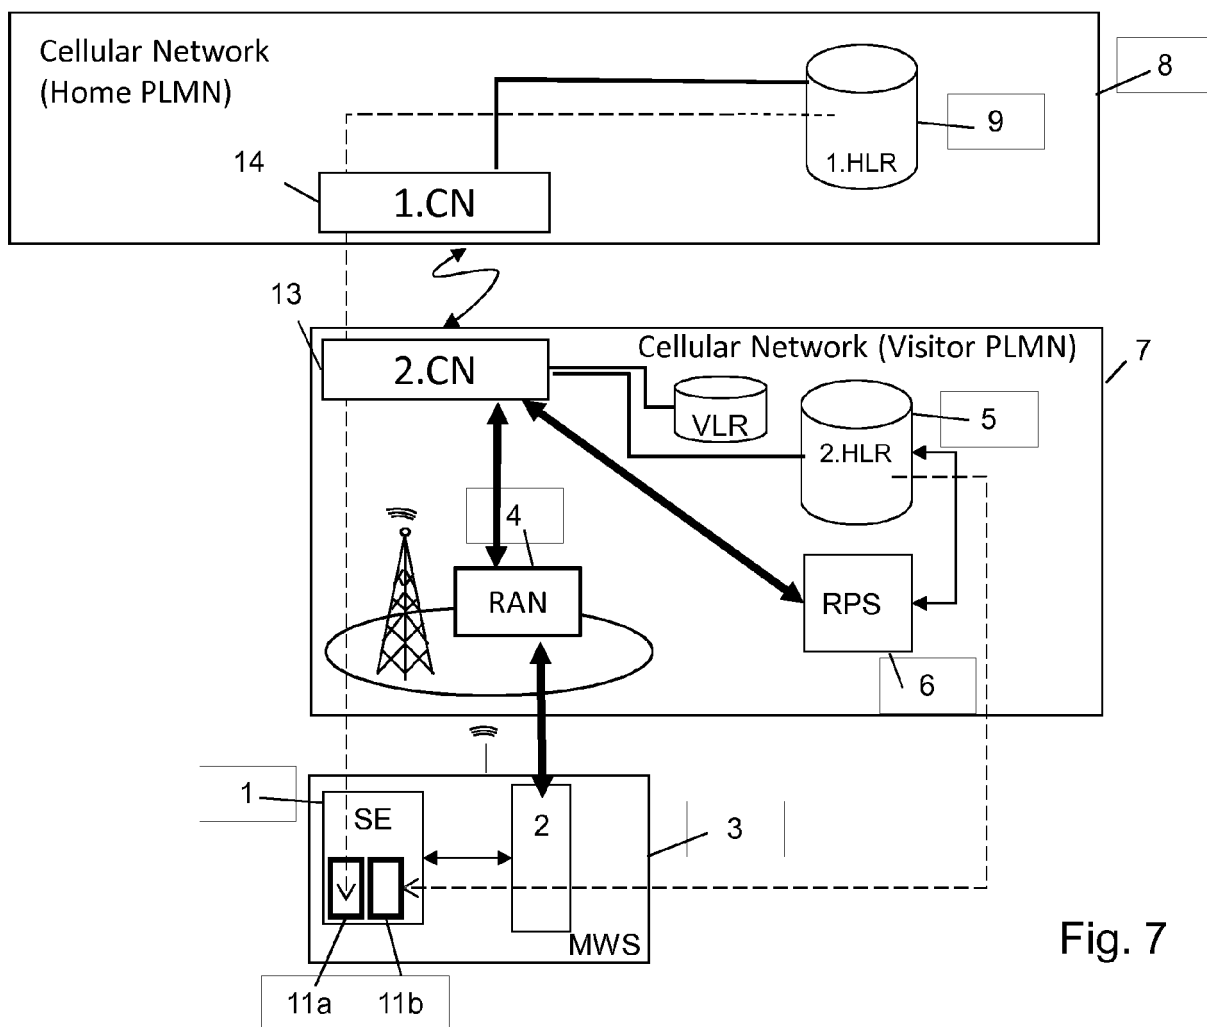 Cellular Network
(Home PLMN)
8
9
1.HLR
14
1.CN
13
Cellular Network (Visitor PLMN)
7
2.CN
VLR
5
2.HLR
4
RAN
RPS
6
1
SE
2
3
MWS
Fig. 7
11a 11b